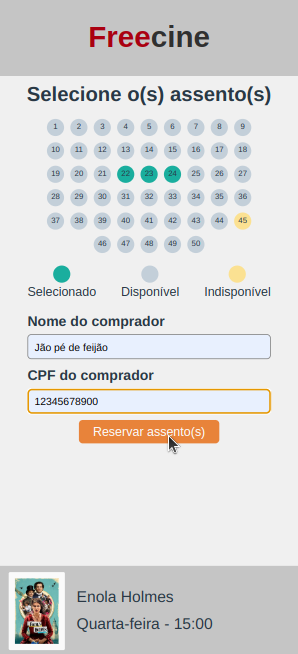 Freecine
Selecione o(s) assento(s)
1 2 3 4 5 6 7 8 9
10 11 12 13 14 15 16 17 18
19 20 21 22 23 24 25 26 27
28 29 30 31 32 33 34 35 36
37 38 39 40 41 42 43 44 45
46 47 48 49 50
Selecionado Disponível Indisponível
Nome do comprador
Jão pé de feijão
CPF do comprador
12345678900
Reservar assento(s)
Enola Holmes
Quarta-feira - 15:00